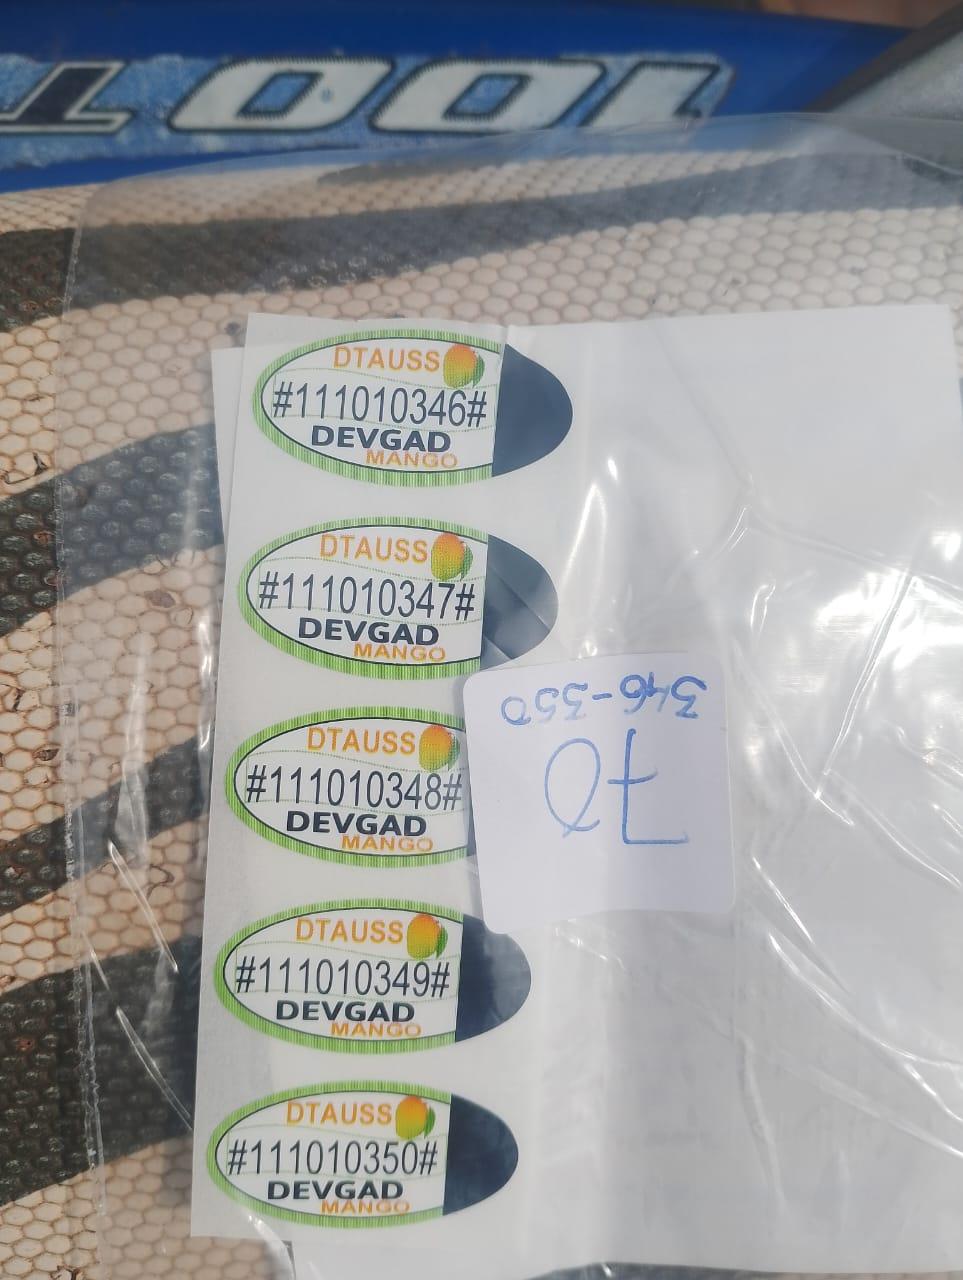 100T
DTAUSS
#111010346#
DEVGAD
MANGO
DTAUSS
#111010347#
DEVGAD
MANGO
DTAUSS
#111010348#
DEVGAD
MANGO
346-350
70
DTAUSS
#111010349#
DEVGAD
MANGO
DTAUSS
#111010350#
DEVGAD
MANGO